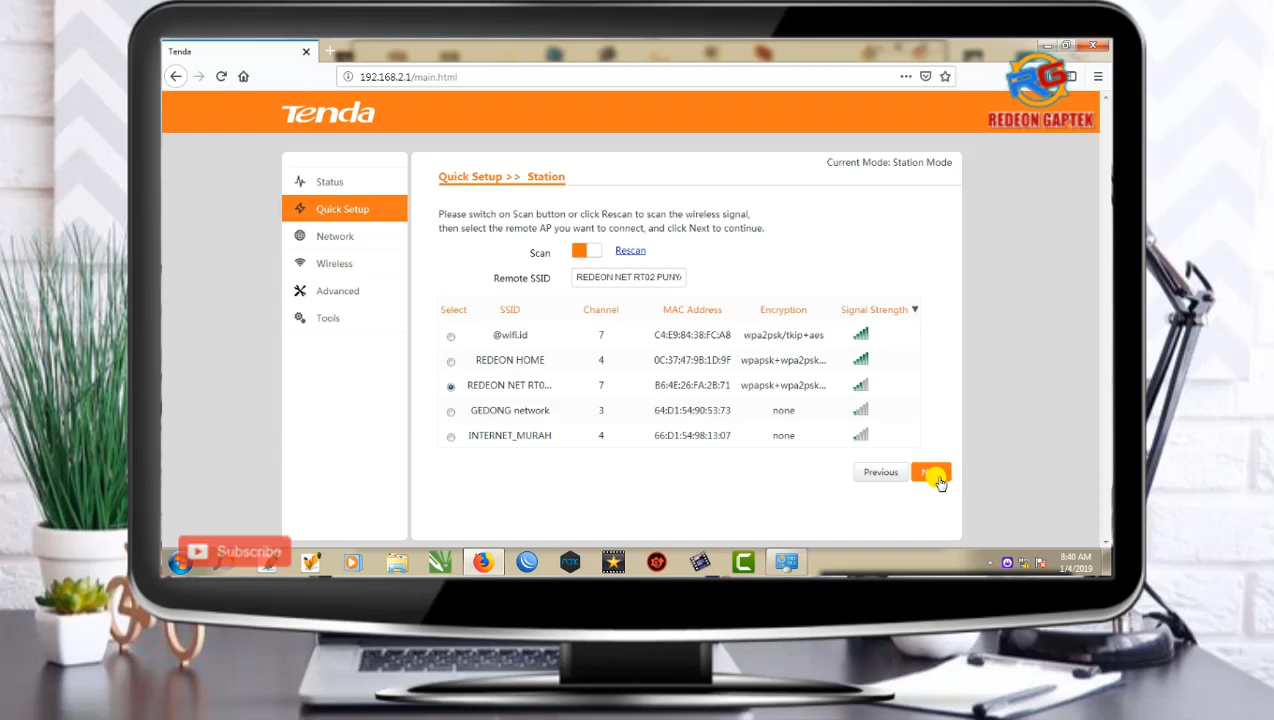 Tenda
192.168.2.1/main.html
Tenda
RG
REDEON GAPTEK
Current Mode: Station Mode
Status
Quick Setup
Network
Wireless
Advanced
Tools
Quick Setup >> Station
Please switch on Scan button or click Rescan to scan the wireless signal,
then select the remote AP you want to connect, and click Next to continue.
Scan Rescan
Remote SSID REDEON NET RT02 PUNY
Select SSID Channel MAC Address Encryption Signal Strength ▼
@wifi.id 7 C4:E9:84:38:FC:A8 wpa2psk/tkip+aes
REDEON HOME 4 0C:37:47:9B:1D:9F wpapsk+wpa2psk...
REDEON NET RT0... 7 B6:4E:26:FA:2B:71 wpapsk+wpa2psk...
GEDONG network 3 64:D1:54:90:53:73 none
INTERNET_MURAH 4 66:D1:54:98:13:07 none
Previous
Subscribe
nox
8:40 AM
1/4/2019